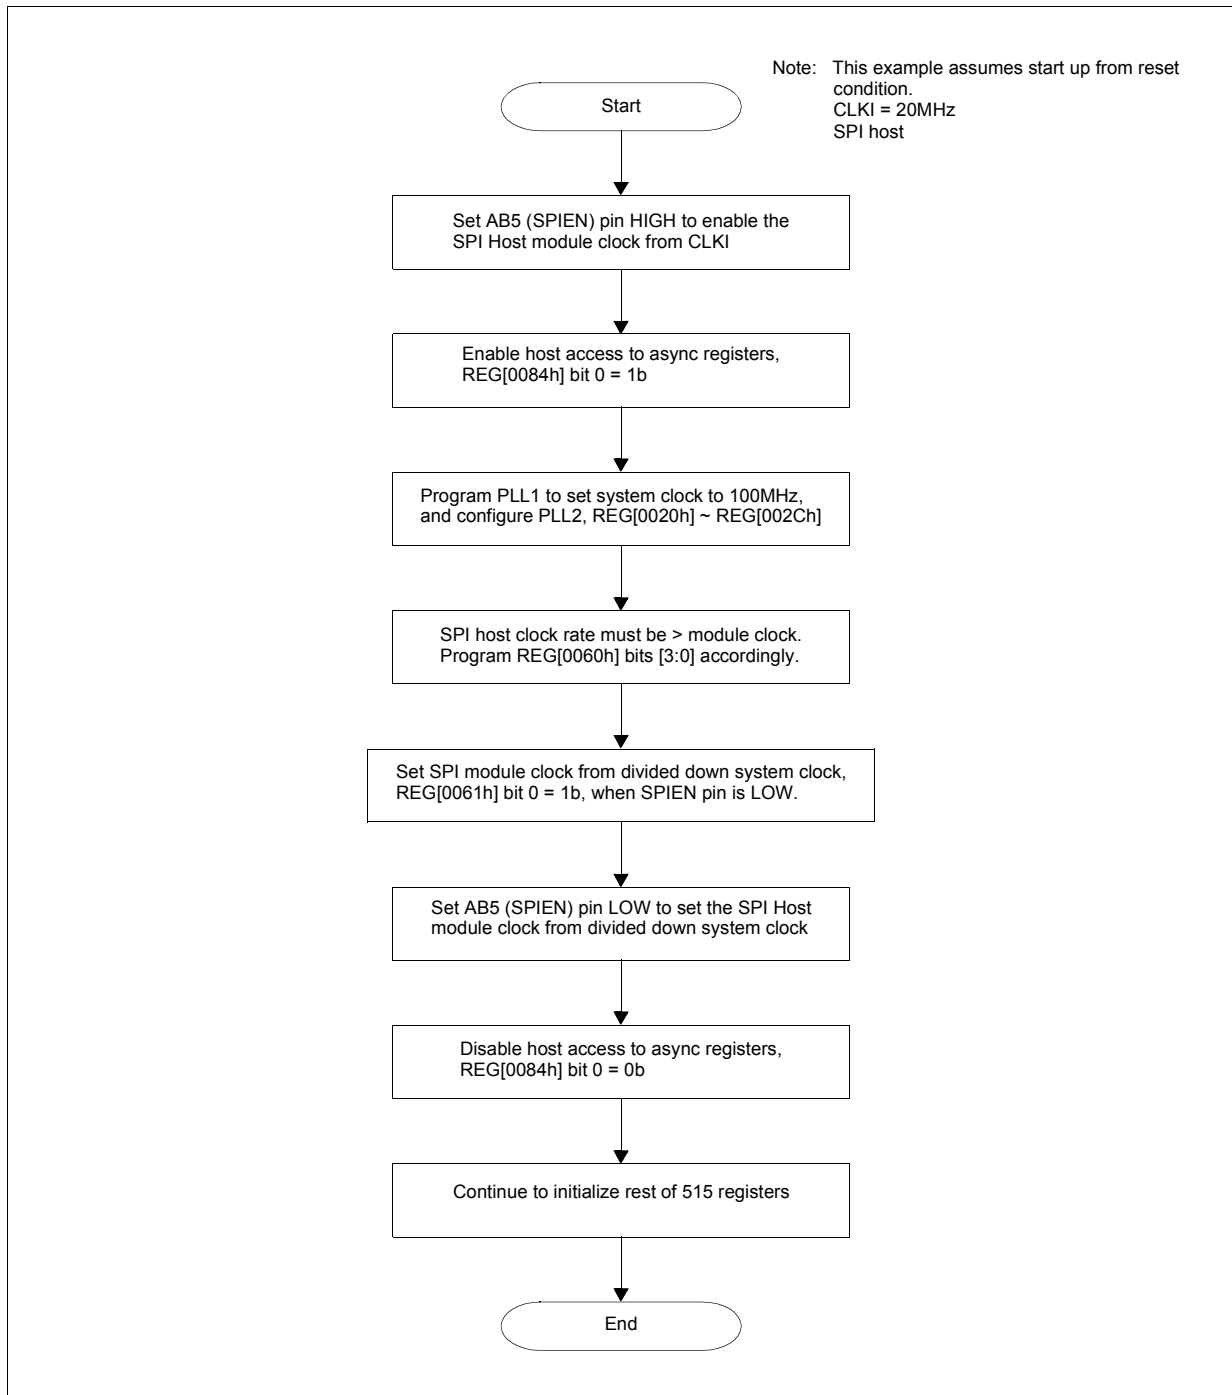 Note: This example assumes start up from reset
condition.
CLKI = 20MHz
SPI host
Start
Set AB5 (SPIEN) pin HIGH to enable the
SPI Host module clock from CLKI
Enable host access to async registers,
REG[0084h] bit 0 = 1b
Program PLL1 to set system clock to 100MHz,
and configure PLL2, REG[0020h] ~ REG[002Ch]
SPI host clock rate must be > module clock.
Program REG[0060h] bits [3:0] accordingly.
Set SPI module clock from divided down system clock,
REG[0061h] bit 0 = 1b, when SPIEN pin is LOW.
Set AB5 (SPIEN) pin LOW to set the SPI Host
module clock from divided down system clock
Disable host access to async registers,
REG[0084h] bit 0 = 0b
Continue to initialize rest of 515 registers
End